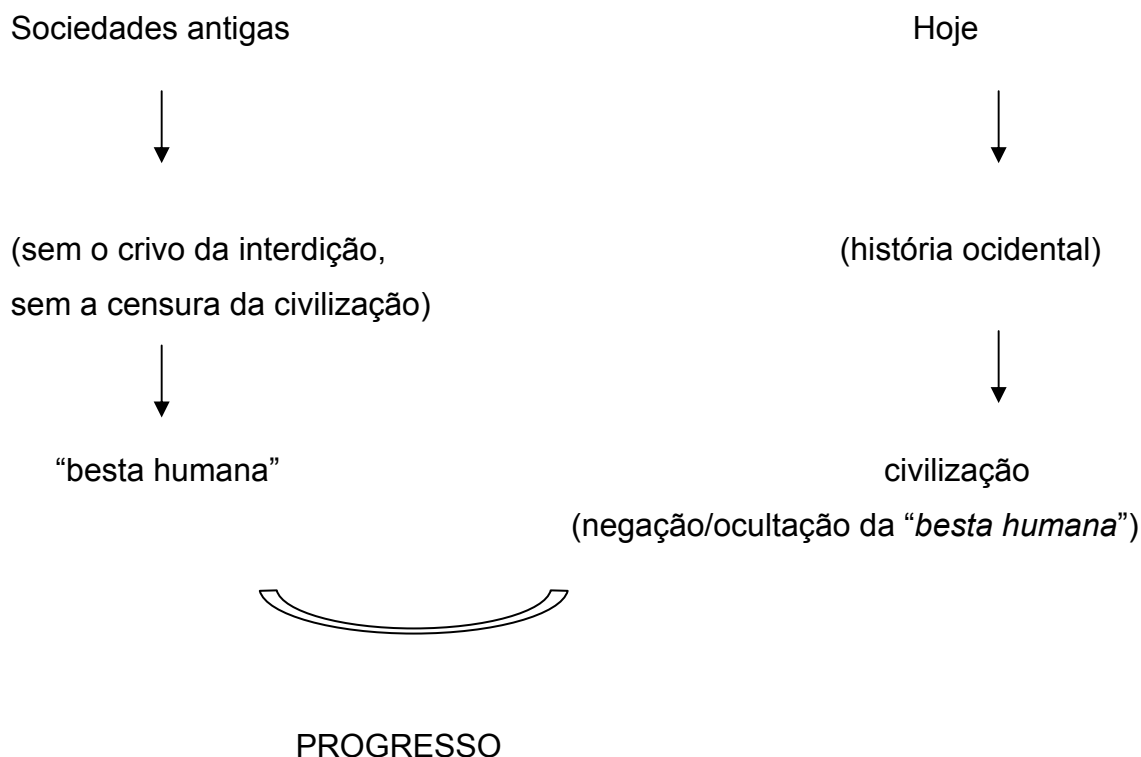 Sociedades antigas
Hoje
(sem o crivo da interdição,
sem a censura da civilização)
(história ocidental)
“besta humana”
civilização
(negação/ocultação da “besta humana”)
PROGRESSO